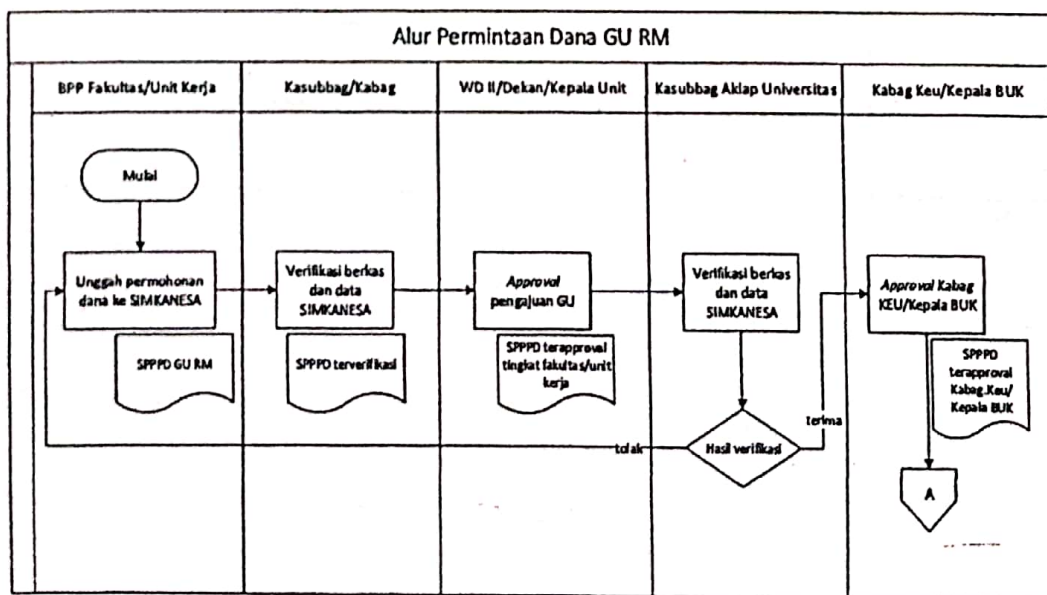 Alur Permintaan Dana GU RM
BPP Fakultas/Unit Kerja
Kasubbag/Kabag
WD II/Dekan/Kepala Unit
Kasubbag Aklap Universitas
Kabag Keu/Kepala BUK
Mulai
Unggah permohonan
dana ke SIMKANESA
SPPPD GU RM
Verifikasi berkas
dan data
SIMKANESA
SPPPD terverifikasi
Approval
pengajuan GU
SPPPD terapproval
tingkat fakultas/unit
kerja
Verifikasi berkas
dan data
SIMKANESA
Hasil verifikasi
tolak
terima
Approval Kabag
KEU/Kepala BUK
SPPPD
terapproval
Kabag.Keu/
Kepala BUK
A